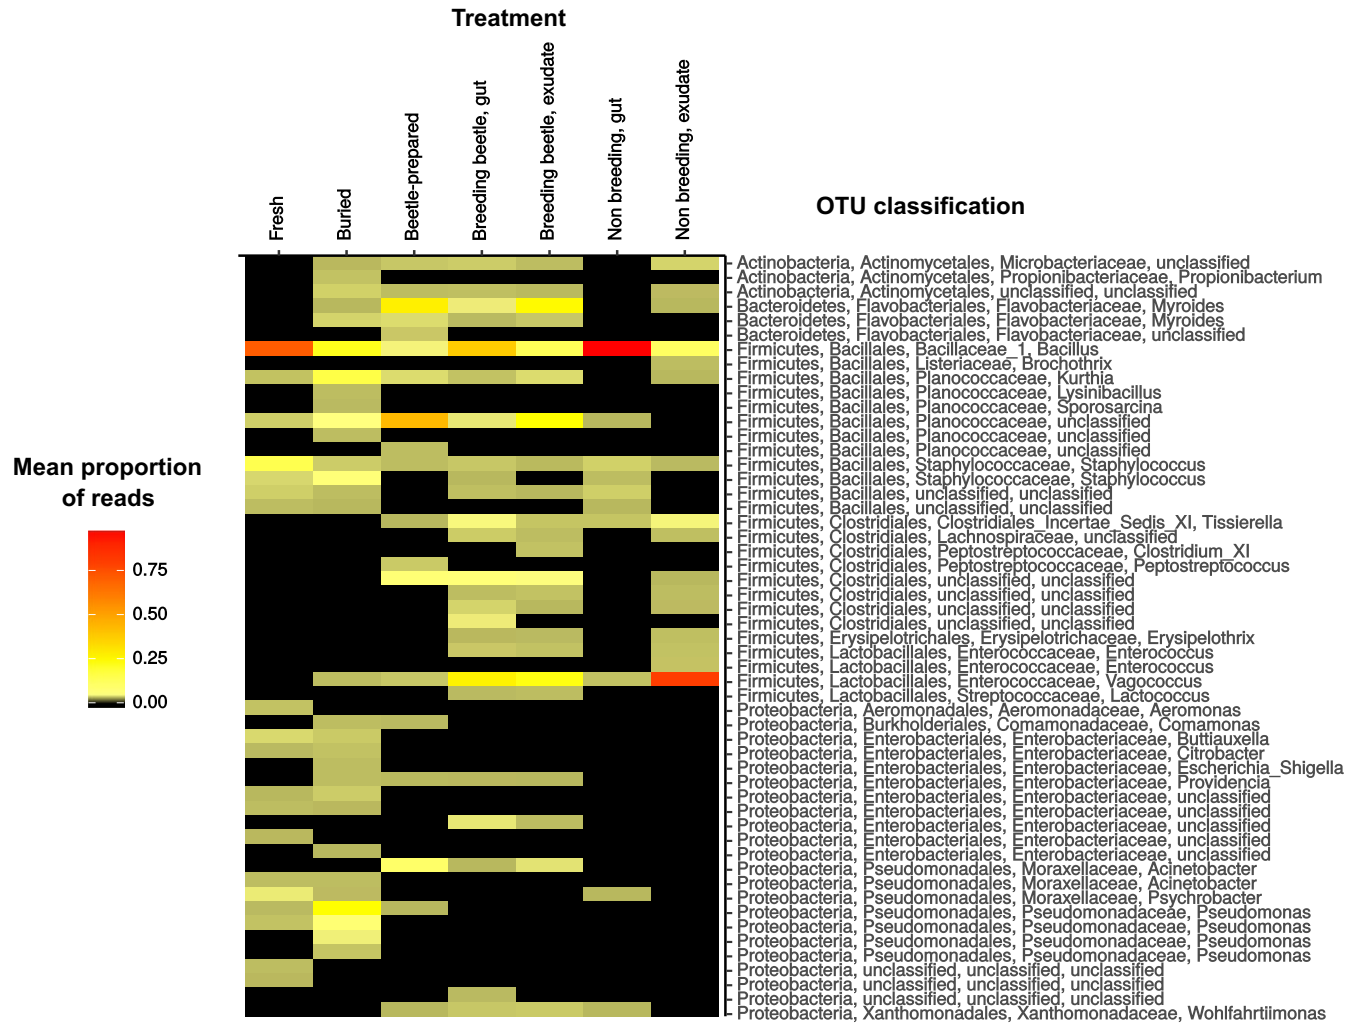 Treatment
Fresh
Buried
Beetle-prepared
Breeding beetle, gut
Breeding beetle, exudate
Non breeding, gut
Non breeding, exudate
OTU classification
Actinobacteria, Actinomycetales, Microbacteriaceae, unclassified
Actinobacteria, Actinomycetales, Propionibacteriaceae, Propionibacterium
Actinobacteria, Actinomycetales, unclassified, unclassified
Bacteroidetes, Flavobacteriales, Flavobacteriaceae, Myroides
Bacteroidetes, Flavobacteriales, Flavobacteriaceae, Myroides
Bacteroidetes, Flavobacteriales, Flavobacteriaceae, unclassified
Firmicutes, Bacillales, Bacillaceae_1, Bacillus
Firmicutes, Bacillales, Listeriaceae, Brochothrix
Firmicutes, Bacillales, Planococcaceae, Kurthia
Firmicutes, Bacillales, Planococcaceae, Lysinibacillus
Firmicutes, Bacillales, Planococcaceae, Sporosarcina
Firmicutes, Bacillales, Planococcaceae, unclassified
Firmicutes, Bacillales, Planococcaceae, unclassified
Firmicutes, Bacillales, Planococcaceae, unclassified
Firmicutes, Bacillales, Staphylococcaceae, Staphylococcus
Firmicutes, Bacillales, Staphylococcaceae, Staphylococcus
Firmicutes, Bacillales, unclassified, unclassified
Firmicutes, Bacillales, unclassified, unclassified
Firmicutes, Clostridiales, Clostridiales_Incertae_Sedis_XI, Tissierella
Firmicutes, Clostridiales, Lachnospiraceae, unclassified
Firmicutes, Clostridiales, Peptostreptococcaceae, Clostridium_XI
Firmicutes, Clostridiales, Peptostreptococcaceae, Peptostreptococcus
Firmicutes, Clostridiales, unclassified, unclassified
Firmicutes, Clostridiales, unclassified, unclassified
Firmicutes, Clostridiales, unclassified, unclassified
Firmicutes, Clostridiales, unclassified, unclassified
Firmicutes, Erysipelotrichales, Erysipelotrichaceae, Erysipelothrix
Firmicutes, Lactobacillales, Enterococcaceae, Enterococcus
Firmicutes, Lactobacillales, Enterococcaceae, Enterococcus
Firmicutes, Lactobacillales, Enterococcaceae, Vagococcus
Firmicutes, Lactobacillales, Streptococcaceae, Lactococcus
Proteobacteria, Aeromonadales, Aeromonadaceae, Aeromonas
Proteobacteria, Burkholderiales, Comamonadaceae, Comamonas
Proteobacteria, Enterobacteriales, Enterobacteriaceae, Buttiauxella
Proteobacteria, Enterobacteriales, Enterobacteriaceae, Citrobacter
Proteobacteria, Enterobacteriales, Enterobacteriaceae, Escherichia_Shigella
Proteobacteria, Enterobacteriales, Enterobacteriaceae, Providencia
Proteobacteria, Enterobacteriales, Enterobacteriaceae, unclassified
Proteobacteria, Enterobacteriales, Enterobacteriaceae, unclassified
Proteobacteria, Enterobacteriales, Enterobacteriaceae, unclassified
Proteobacteria, Enterobacteriales, Enterobacteriaceae, unclassified
Proteobacteria, Enterobacteriales, Enterobacteriaceae, unclassified
Proteobacteria, Pseudomonadales, Moraxellaceae, Acinetobacter
Proteobacteria, Pseudomonadales, Moraxellaceae, Acinetobacter
Proteobacteria, Pseudomonadales, Moraxellaceae, Psychrobacter
Proteobacteria, Pseudomonadales, Pseudomonadaceae, Pseudomonas
Proteobacteria, Pseudomonadales, Pseudomonadaceae, Pseudomonas
Proteobacteria, Pseudomonadales, Pseudomonadaceae, Pseudomonas
Proteobacteria, Pseudomonadales, Pseudomonadaceae, Pseudomonas
Proteobacteria, unclassified, unclassified, unclassified
Proteobacteria, unclassified, unclassified, unclassified
Proteobacteria, unclassified, unclassified, unclassified
Proteobacteria, Xanthomonadales, Xanthomonadaceae, Wohlfahrtiimonas
Mean proportion
of reads
0.75
0.50
0.25
0.00